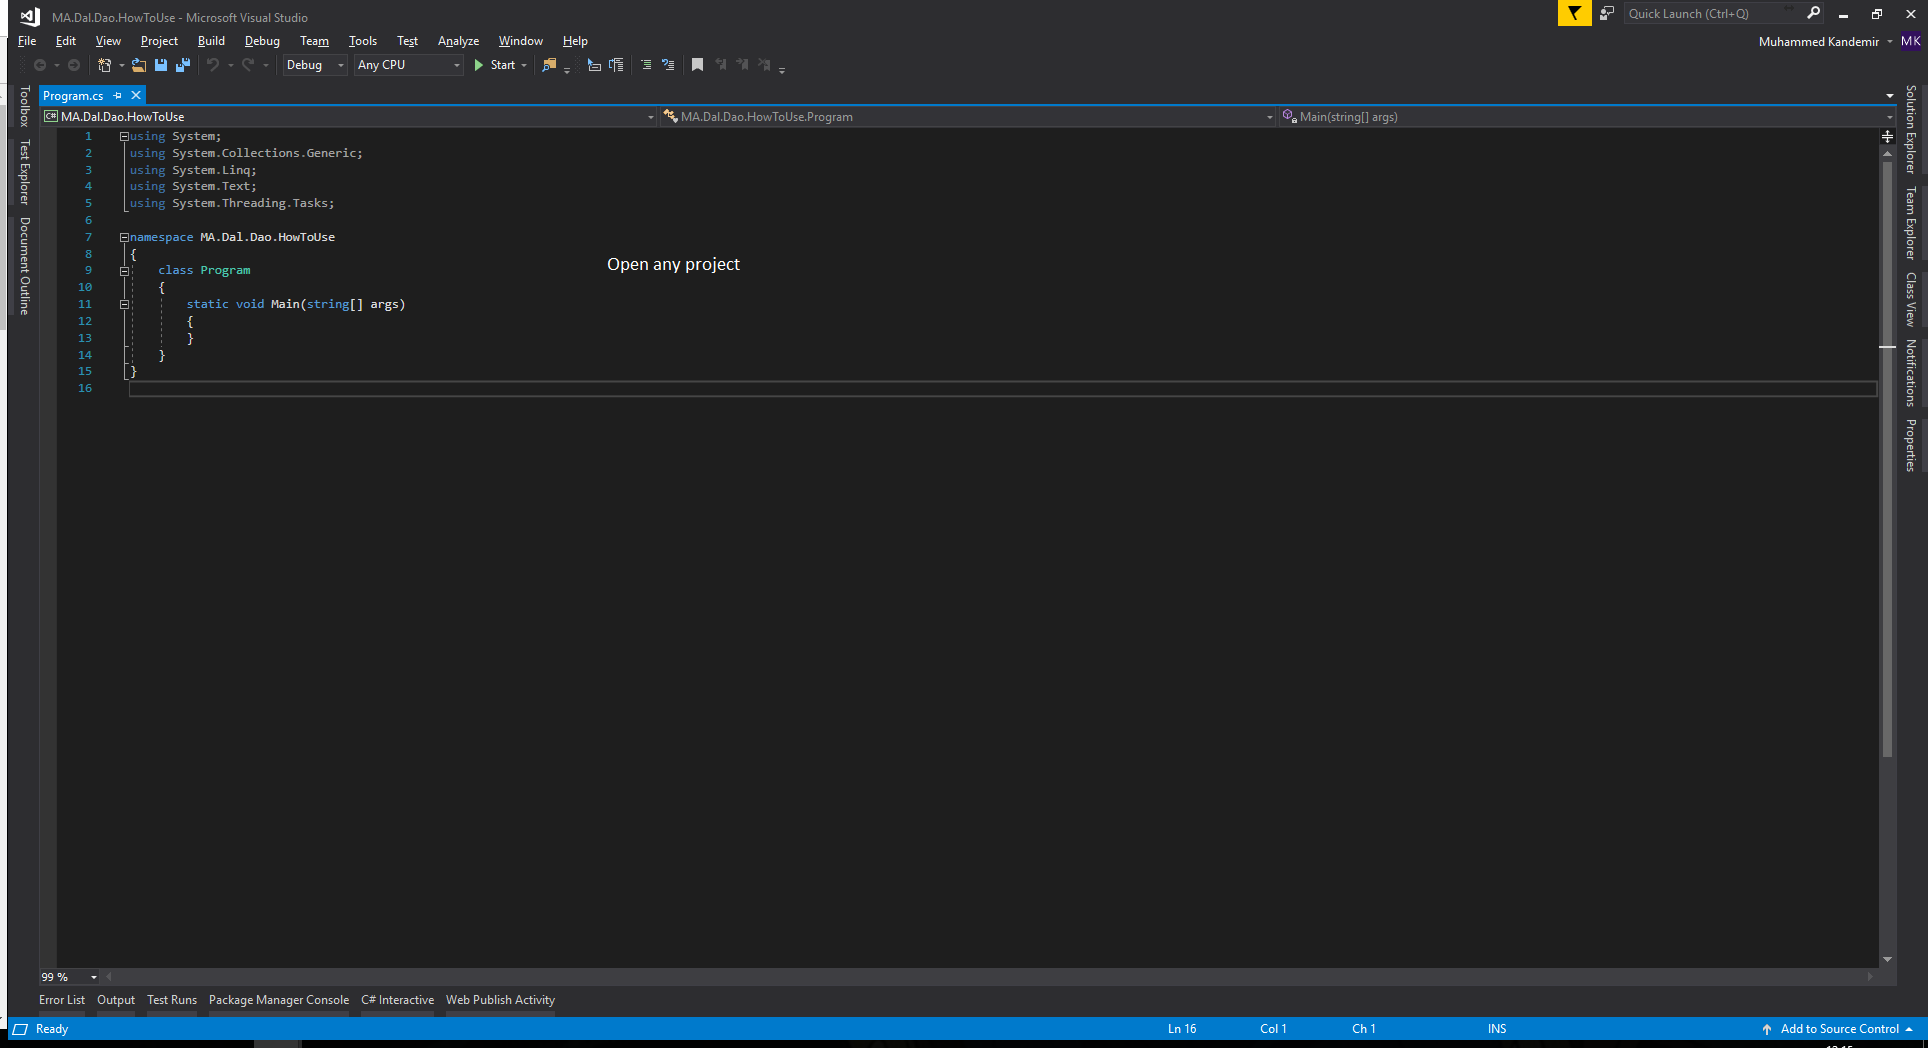 MA.Dal.Dao.HowToUse - Microsoft Visual Studio
Quick Launch (Ctrl+Q)
File Edit View Project Build Debug Team Tools Test Analyze Window Help
Muhammed Kandemir MK
Debug Any CPU Start
Toolbox
Test Explorer
Document Outline
Program.cs
C# MA.Dal.Dao.HowToUse MA.Dal.Dao.HowToUse.Program Main(string[] args)
1 using System;
2 using System.Collections.Generic;
3 using System.Linq;
4 using System.Text;
5 using System.Threading.Tasks;
6
7 namespace MA.Dal.Dao.HowToUse
8 {
9 class Program
10 {
11 static void Main(string[] args)
12 {
13 }
14 }
15 }
16
Open any project
Solution Explorer
Team Explorer
Class View
Notifications
Properties
99 %
Error List Output Test Runs Package Manager Console C# Interactive Web Publish Activity
Ready Ln 16 Col 1 Ch 1 INS Add to Source Control